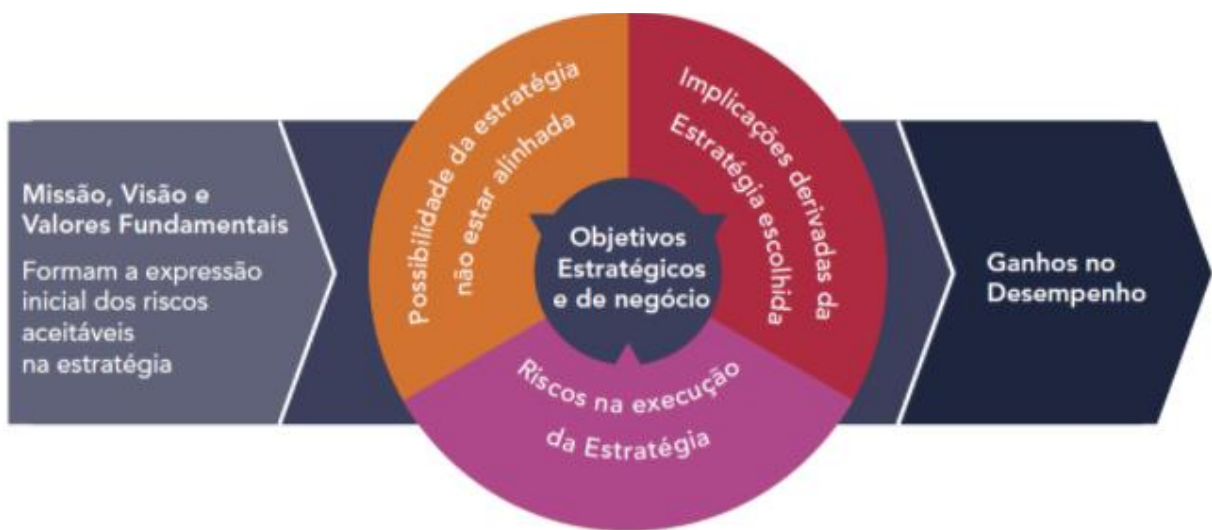 Missão, Visão e
Valores Fundamentais
Formam a expressão
inicial dos riscos
aceitáveis
na estratégia
Possibilidade da estratégia
não estar alinhada
Implicações derivadas da
Estratégia escolhida
Objetivos
Estratégicos
e de negócio
Riscos na execução
da Estratégia
Ganhos no
Desempenho